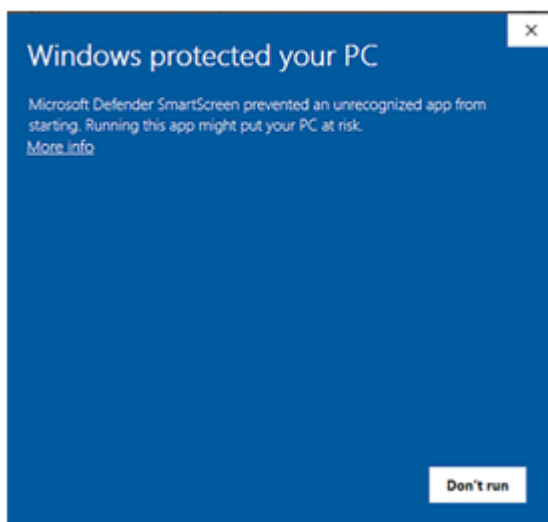 Windows protected your PC
Microsoft Defender SmartScreen prevented an unrecognized app from
starting. Running this app might put your PC at risk.
More info
Don't run